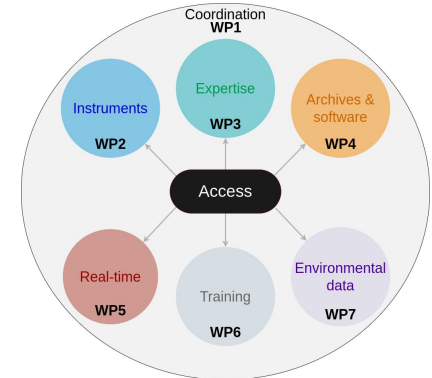 Coordination
WP1
Instruments
WP2
Expertise
WP3
Archives &
software
WP4
Access
Real-time
WP5
Training
WP6
Environmental
data
WP7